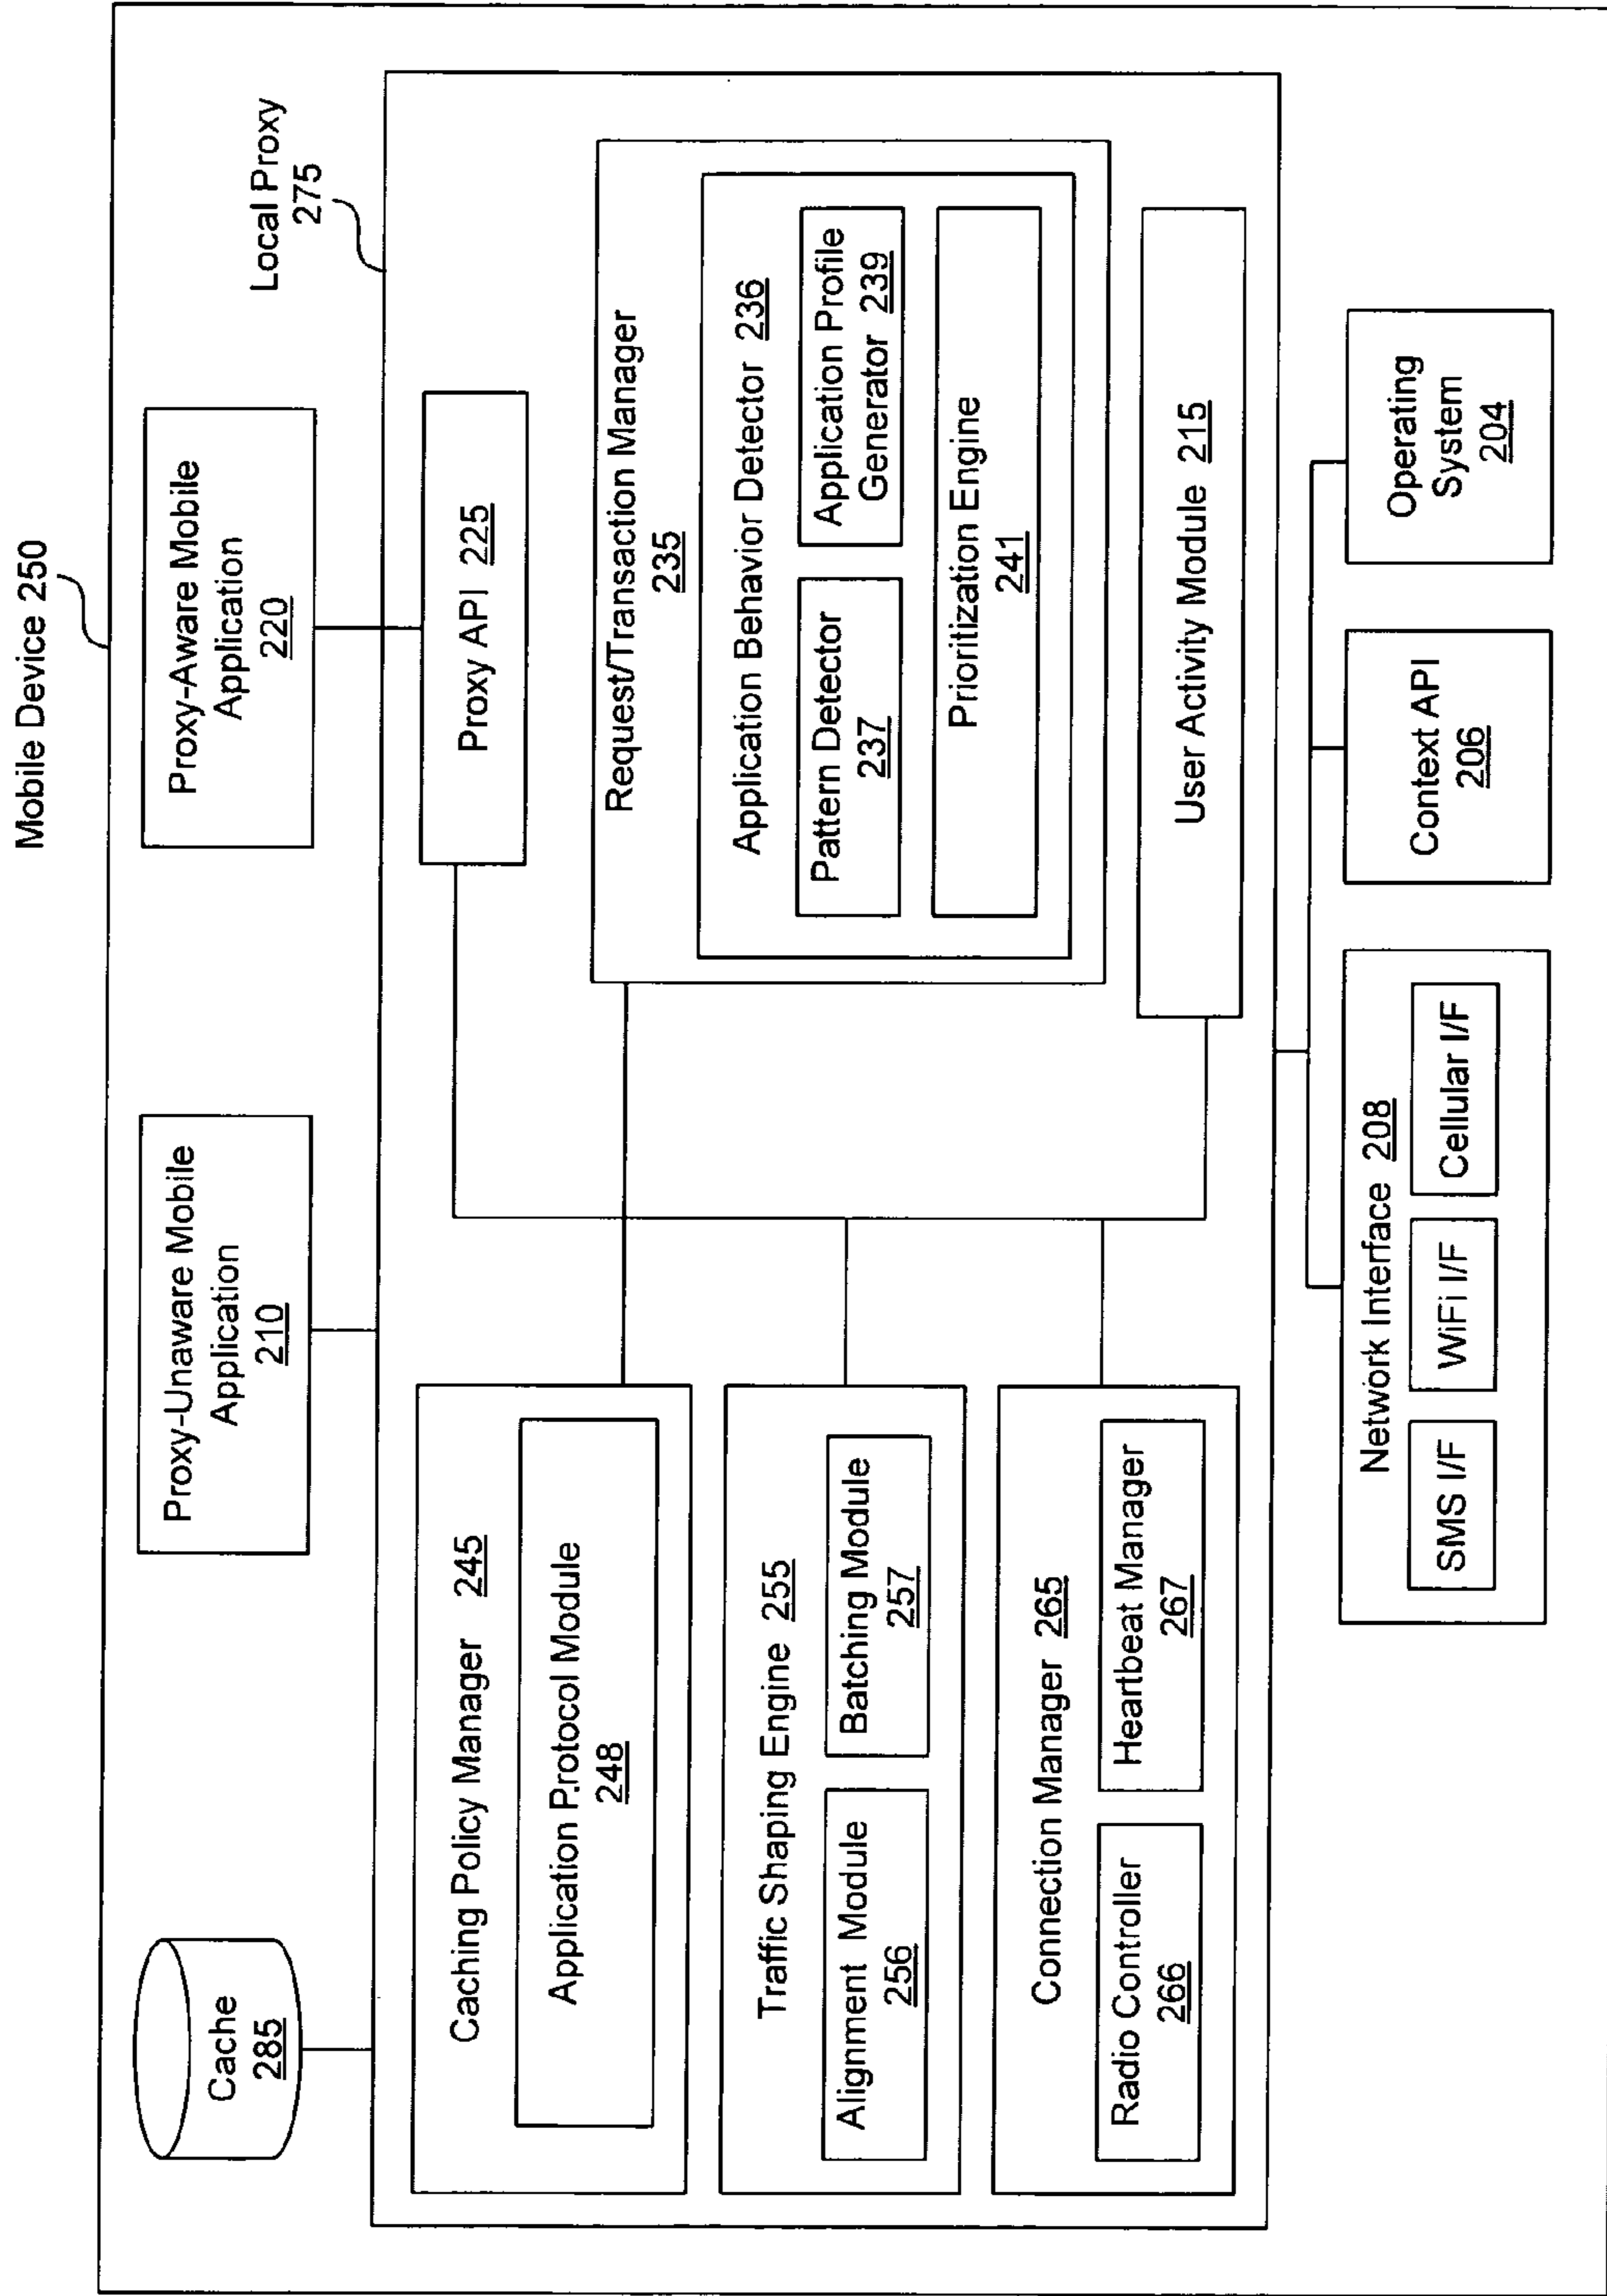 Mobile Device 250
Cache
285
Proxy-Unaware Mobile
Application
210
Proxy-Aware Mobile
Application
220
Local Proxy
275
Caching Policy Manager 245
Application Protocol Module
248
Traffic Shaping Engine 255
Alignment Module
256
Batching Module
257
Connection Manager 265
Radio Controller
266
Heartbeat Manager
267
Proxy API 225
Request/Transaction Manager
235
Application Behavior Detector 236
Pattern Detector
237
Application Profile
Generator 239
Prioritization Engine
241
User Activity Module 215
Network Interface 208
SMS I/F
WiFi I/F
Cellular I/F
Context API
206
Operating
System
204